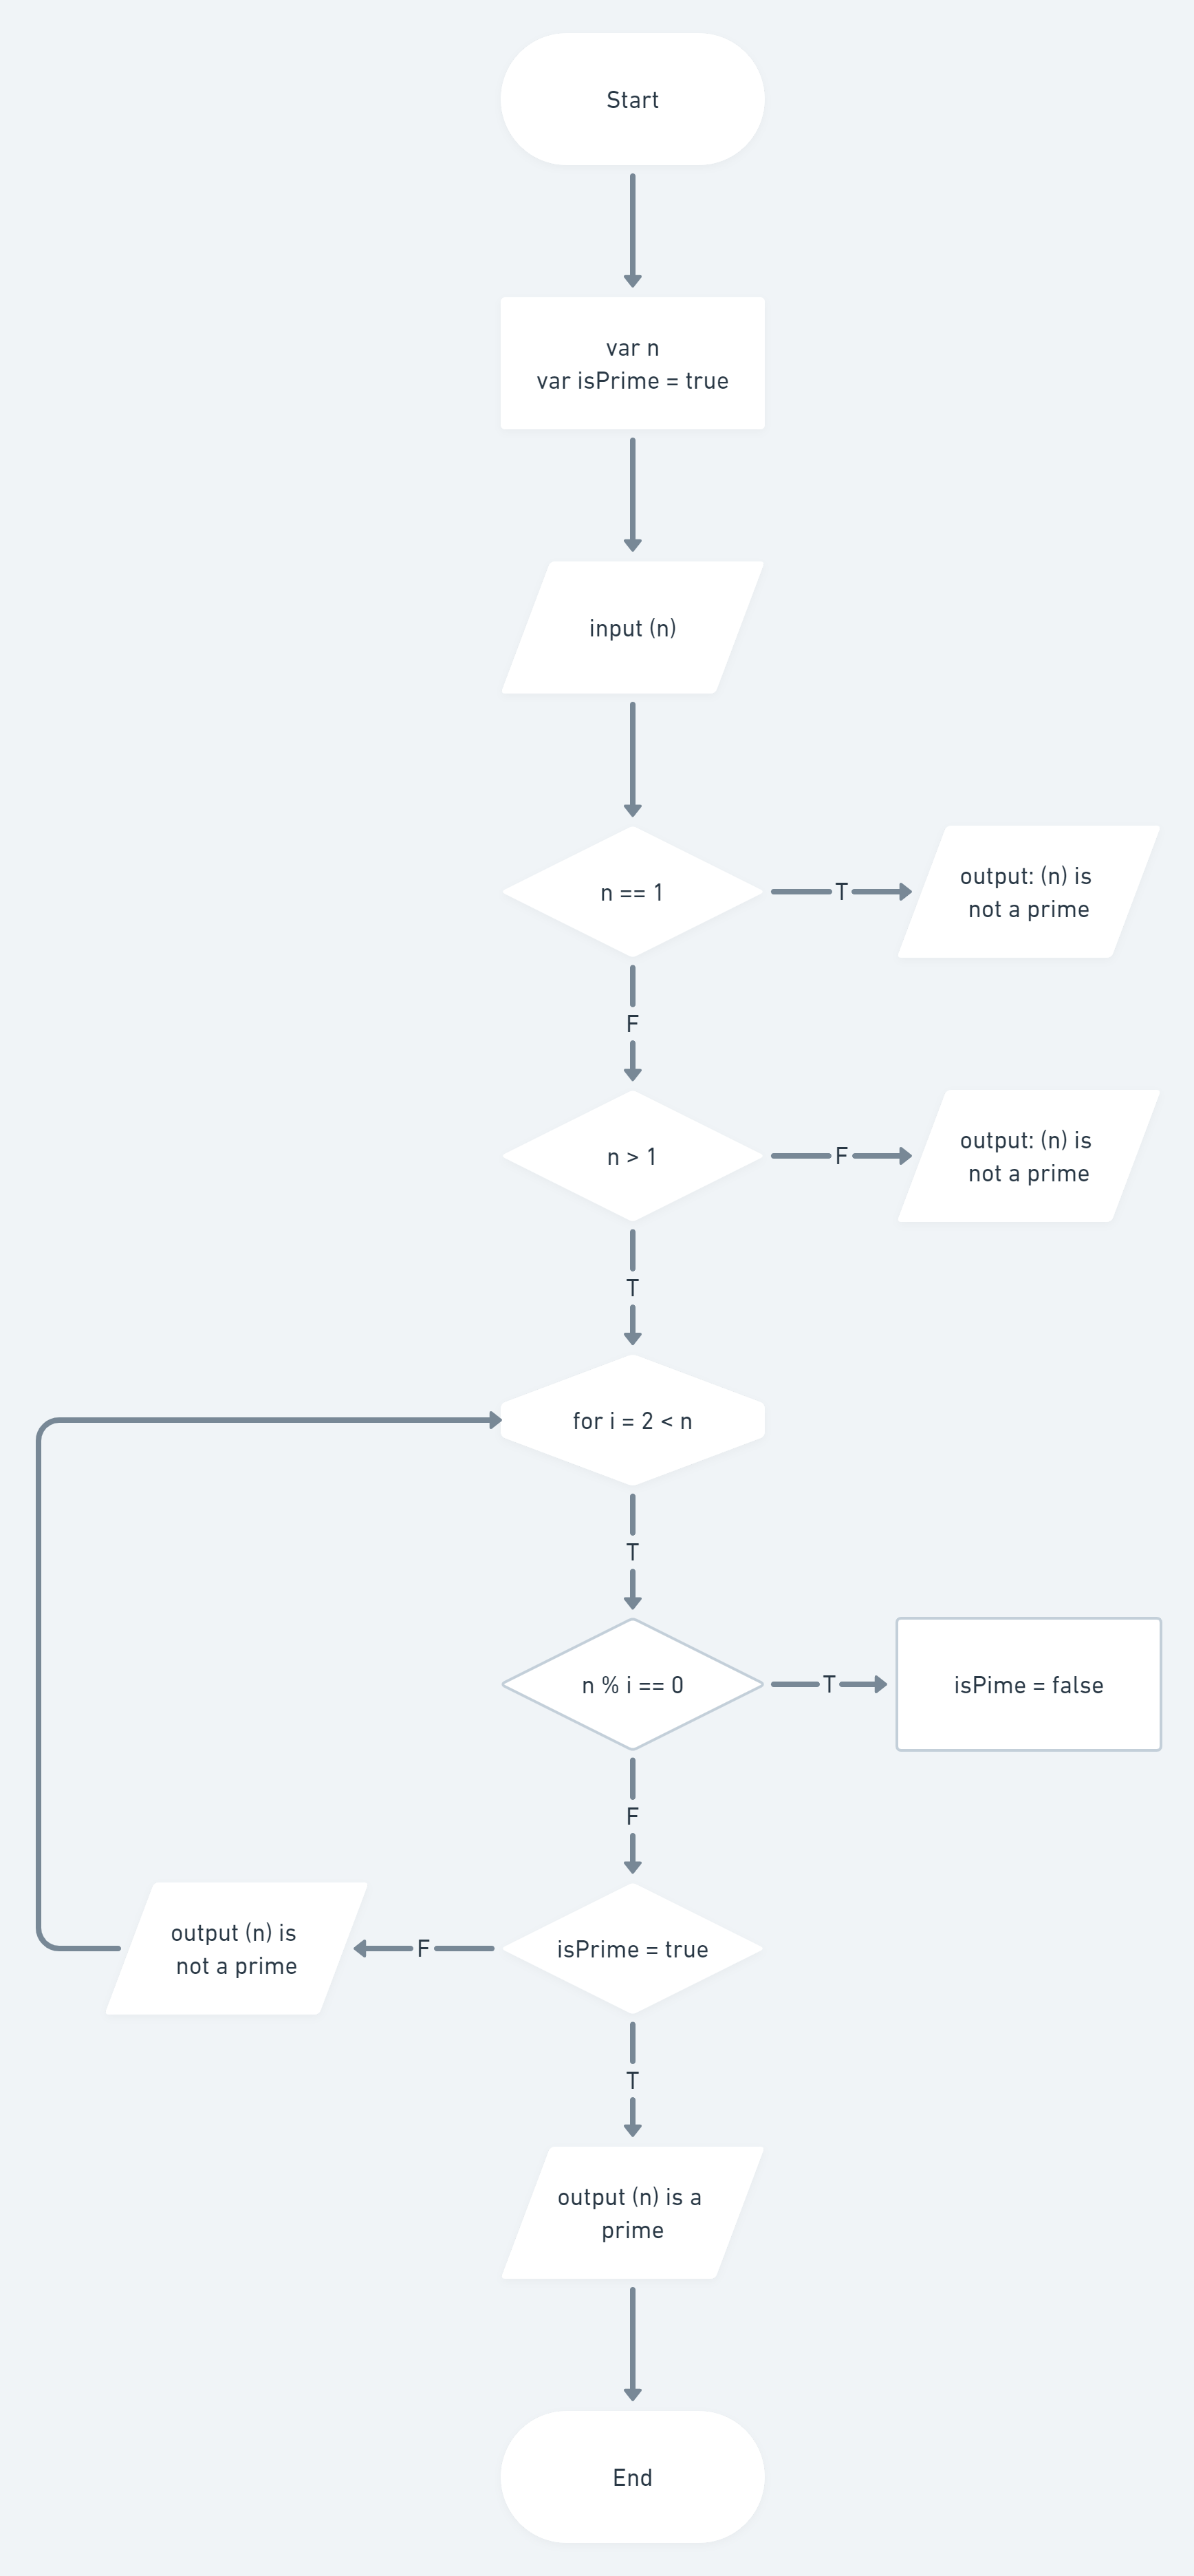 Start
var n
var isPrime = true
input (n)
n == 1
T
output: (n) is
not a prime
F
n > 1
F
output: (n) is
not a prime
T
for i = 2 < n
T
n % i == 0
T
isPime = false
F
isPrime = true
F
output (n) is
not a prime
T
output (n) is a
prime
End